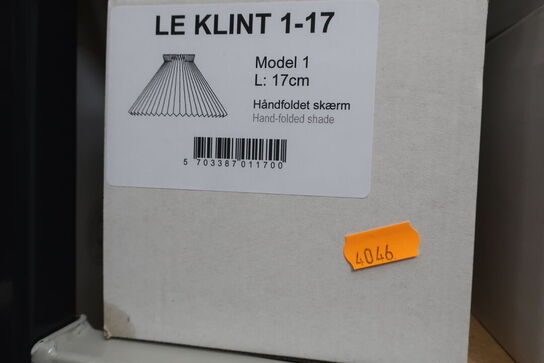 LE KLINT 1-17
Model 1
L: 17cm
Håndfoldet skærm
Hand-folded shade
5 703387 011700
4046